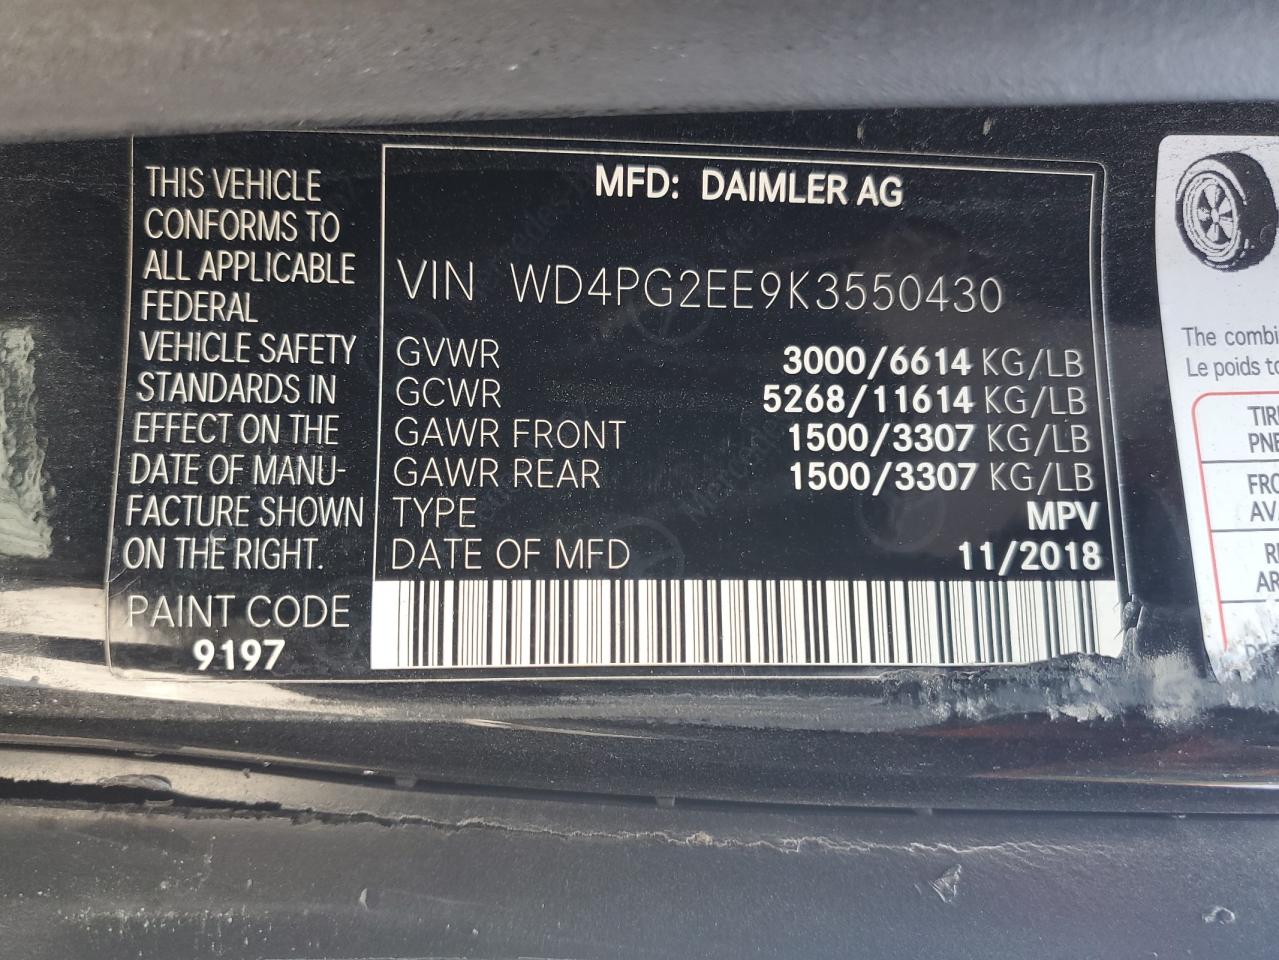 THIS VEHICLE
CONFORMS TO
ALL APPLICABLE
FEDERAL
VEHICLE SAFETY
STANDARDS IN
EFFECT ON THE
DATE OF MANU-
FACTURE SHOWN
ON THE RIGHT.
PAINT CODE
9197
MFD: DAIMLER AG
VIN WD4PG2EE9K3550430
GVWR 3000/6614 KG/LB
GCWR 5268/11614 KG/LB
GAWR FRONT 1500/3307 KG/LB
GAWR REAR 1500/3307 KG/LB
TYPE MPV
DATE OF MFD 11/2018
The
Le poids